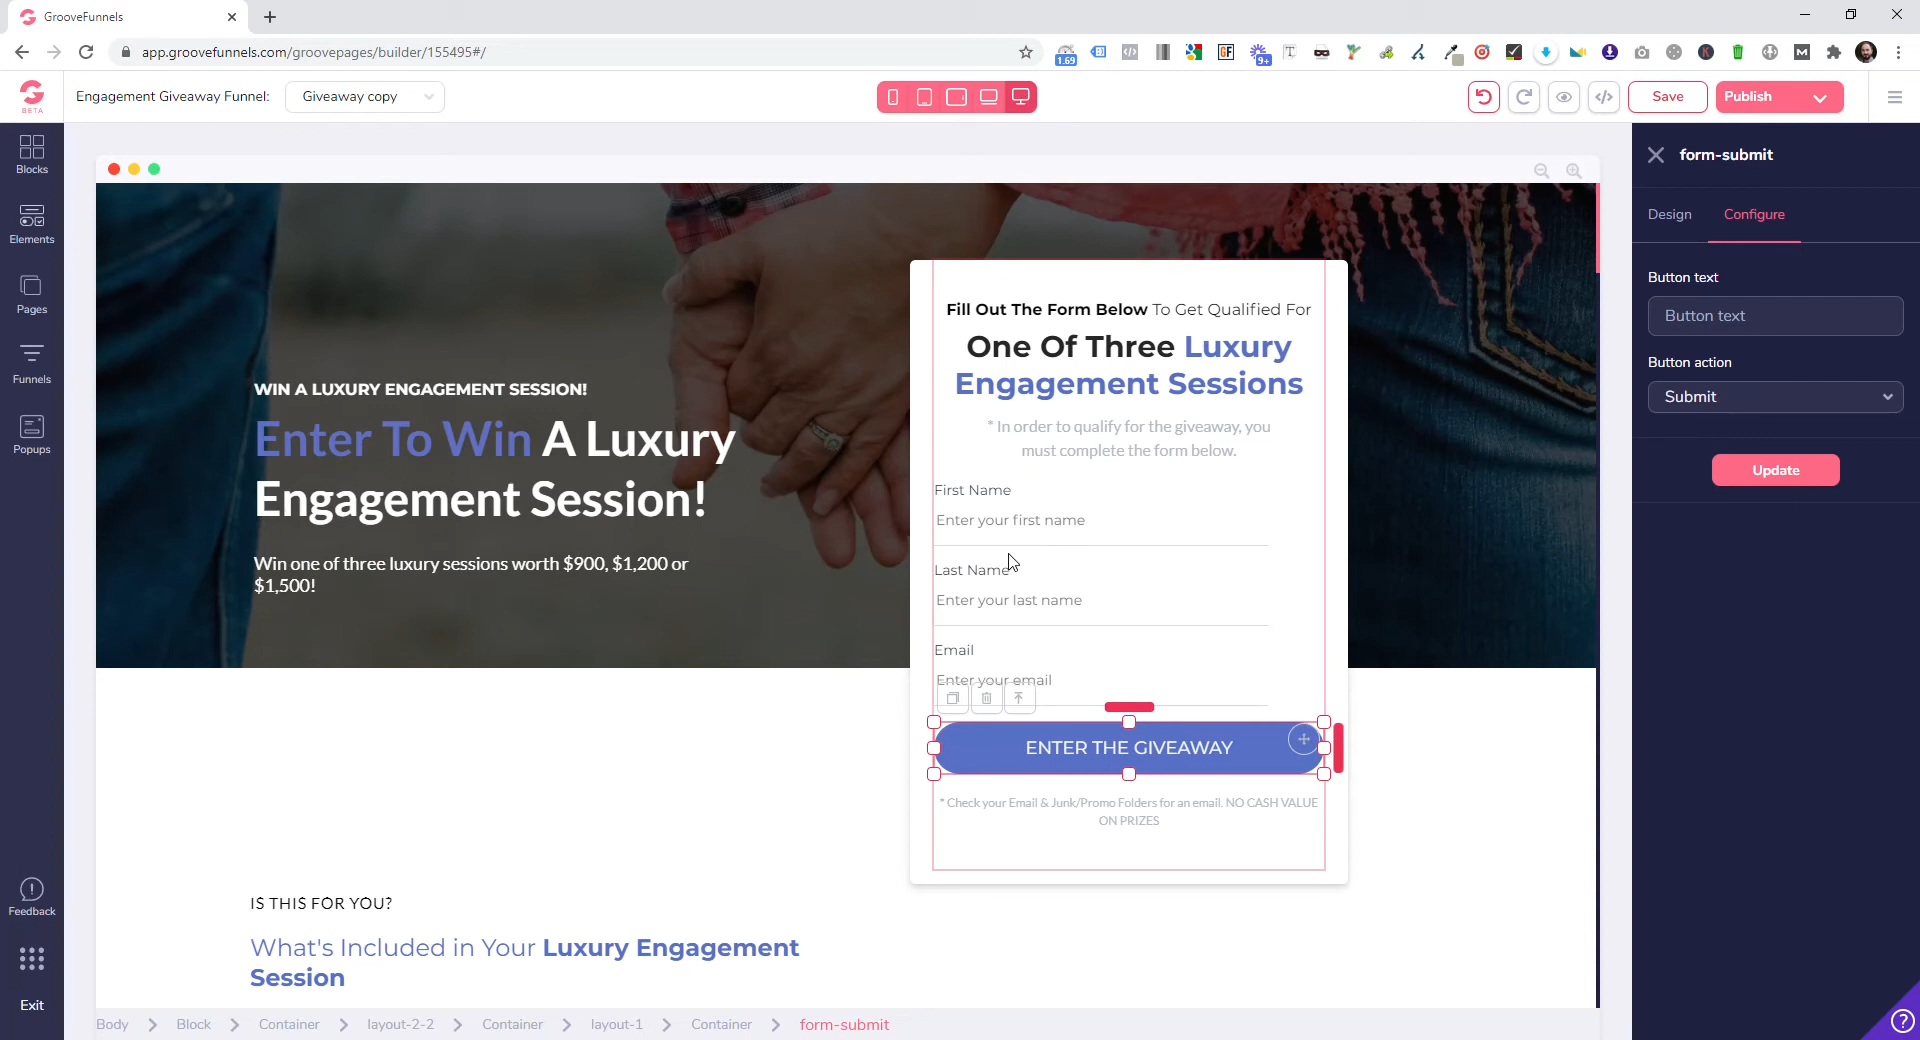 GrooveFunnels
app.groovefunnels.com/groovepages/builder/155495#/
1.69
GF
9+
T
K
M
BETA
Engagement Giveaway Funnel:
Giveaway copy
Save
Publish
Blocks
Elements
Pages
Funnels
Popups
Feedback
Exit
WIN A LUXURY ENGAGEMENT SESSION!
Enter To Win A Luxury
Engagement Session!
Win one of three luxury sessions worth $900, $1,200 or
$1,500!
Fill Out The Form Below To Get Qualified For
One Of Three Luxury
Engagement Sessions
* In order to qualify for the giveaway, you
must complete the form below.
First Name
Enter your first name
Last Name
Enter your last name
Email
Enter your email
ENTER THE GIVEAWAY
* Check your Email & Junk/Promo Folders for an email. NO CASH VALUE
ON PRIZES
IS THIS FOR YOU?
What's Included in Your Luxury Engagement
Session
Body
Block
Container
layout-2-2
Container
layout-1
Container
form-submit
form-submit
Design
Configure
Button text
Button text
Button action
Submit
Update